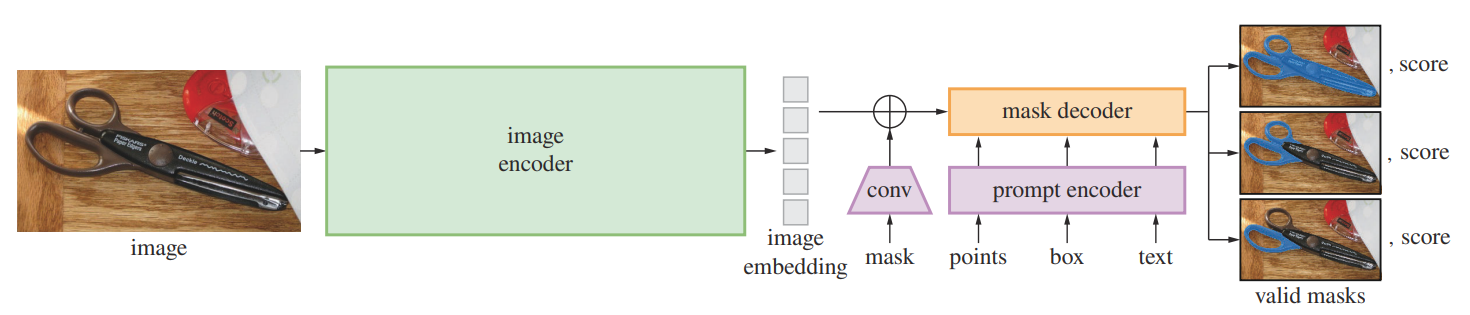 image
image
encoder
image
embedding
mask
conv
points
box
text
prompt encoder
mask decoder
, score
, score
, score
valid masks